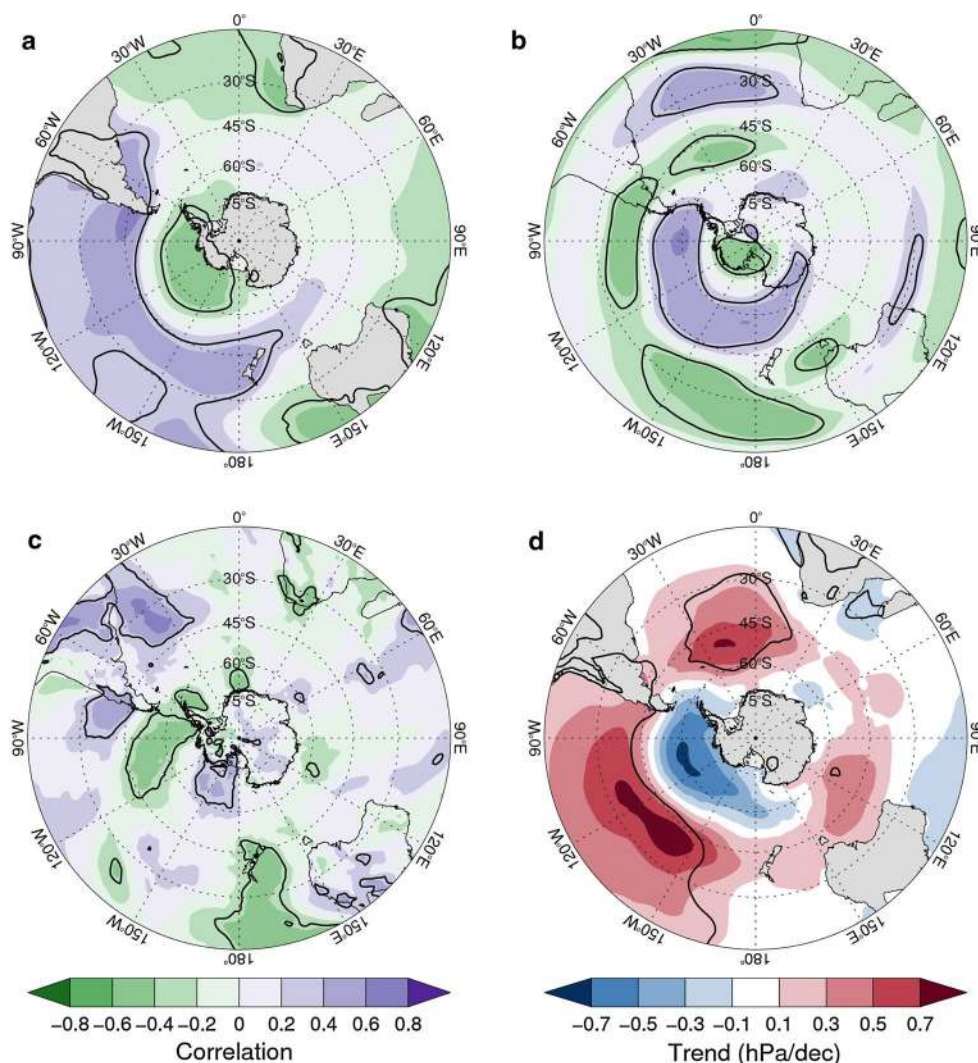 a
0°
30°E
60°E
90°E
120°E
150°E
180°
150°W
120°W
90°W
60°W
30°W
30°S
45°S
60°S
75°S
b
0°
30°E
60°E
90°E
120°E
150°E
180°
150°W
120°W
90°W
60°W
30°W
30°S
45°S
60°S
75°S
c
0°
30°E
60°E
90°E
120°E
150°E
180°
150°W
120°W
90°W
60°W
30°W
30°S
45°S
60°S
75°S
d
0°
30°E
60°E
90°E
120°E
150°E
180°
150°W
120°W
90°W
60°W
30°W
30°S
45°S
60°S
75°S
−0.8 −0.6 −0.4 −0.2 0 0.2 0.4 0.6 0.8
Correlation
−0.7 −0.5 −0.3 −0.1 0.1 0.3 0.5 0.7
Trend (hPa/dec)